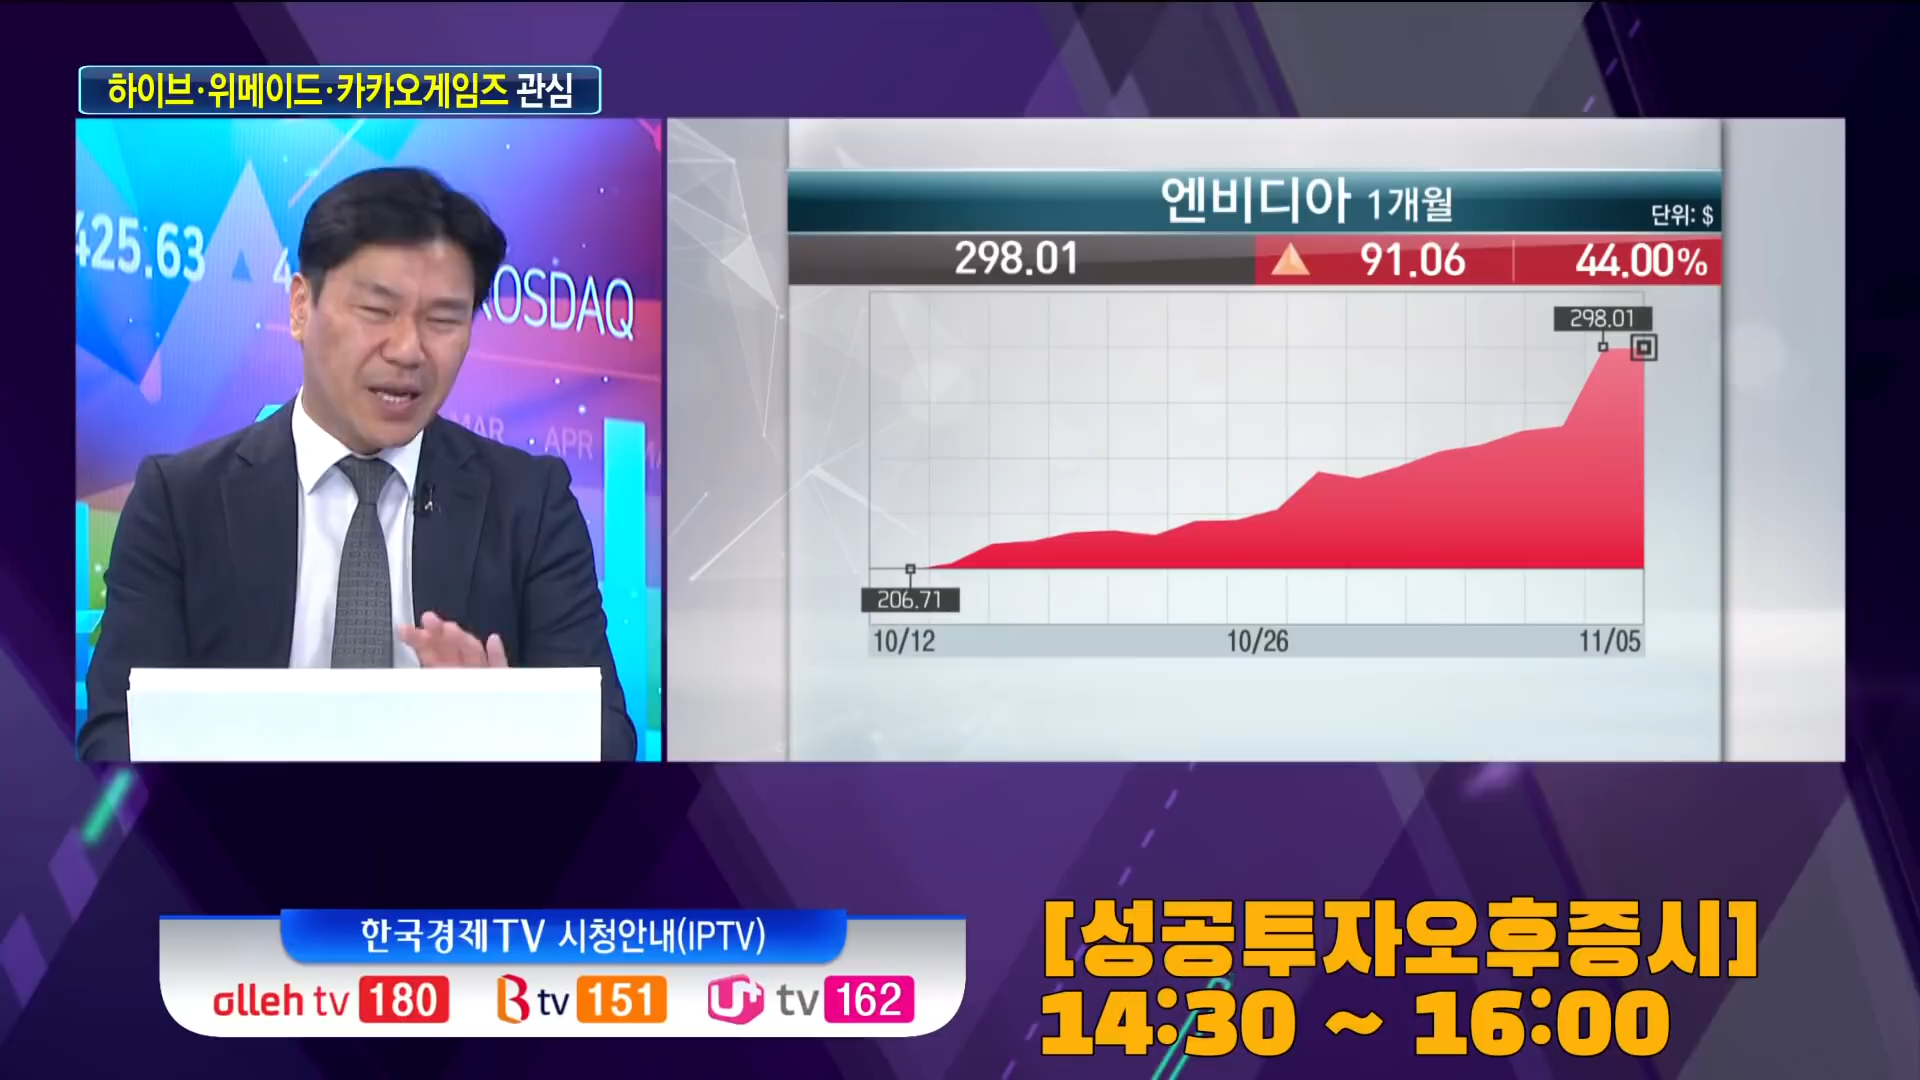 하이브·위메이드·카카오게임즈 관심
425.63 ▲ 4
KOSDAQ
MAR APR
엔비디아 1개월
단위: $
298.01 ▲ 91.06 44.00%
298.01
206.71
10/12 10/26 11/05
한국경제TV 시청안내(IPTV)
olleh tv 180 B tv 151 U+ tv 162
[성공투자오후증시]
14:30 ~ 16:00